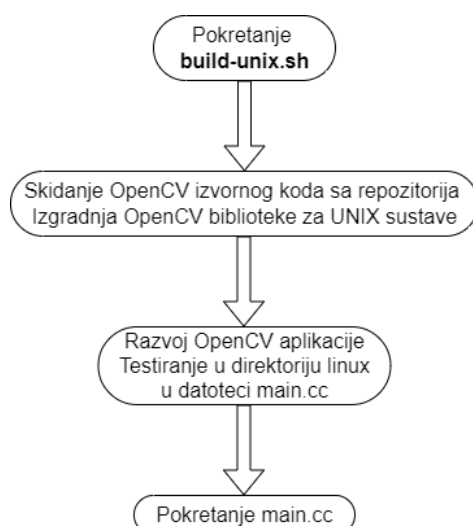 Pokretanje
build-unix.sh
Skidanje OpenCV izvornog koda sa repozitorija
Izgradnja OpenCV biblioteke za UNIX sustave
Razvoj OpenCV aplikacije
Testiranje u direktoriju linux
u datoteci main.cc
Pokretanje main.cc